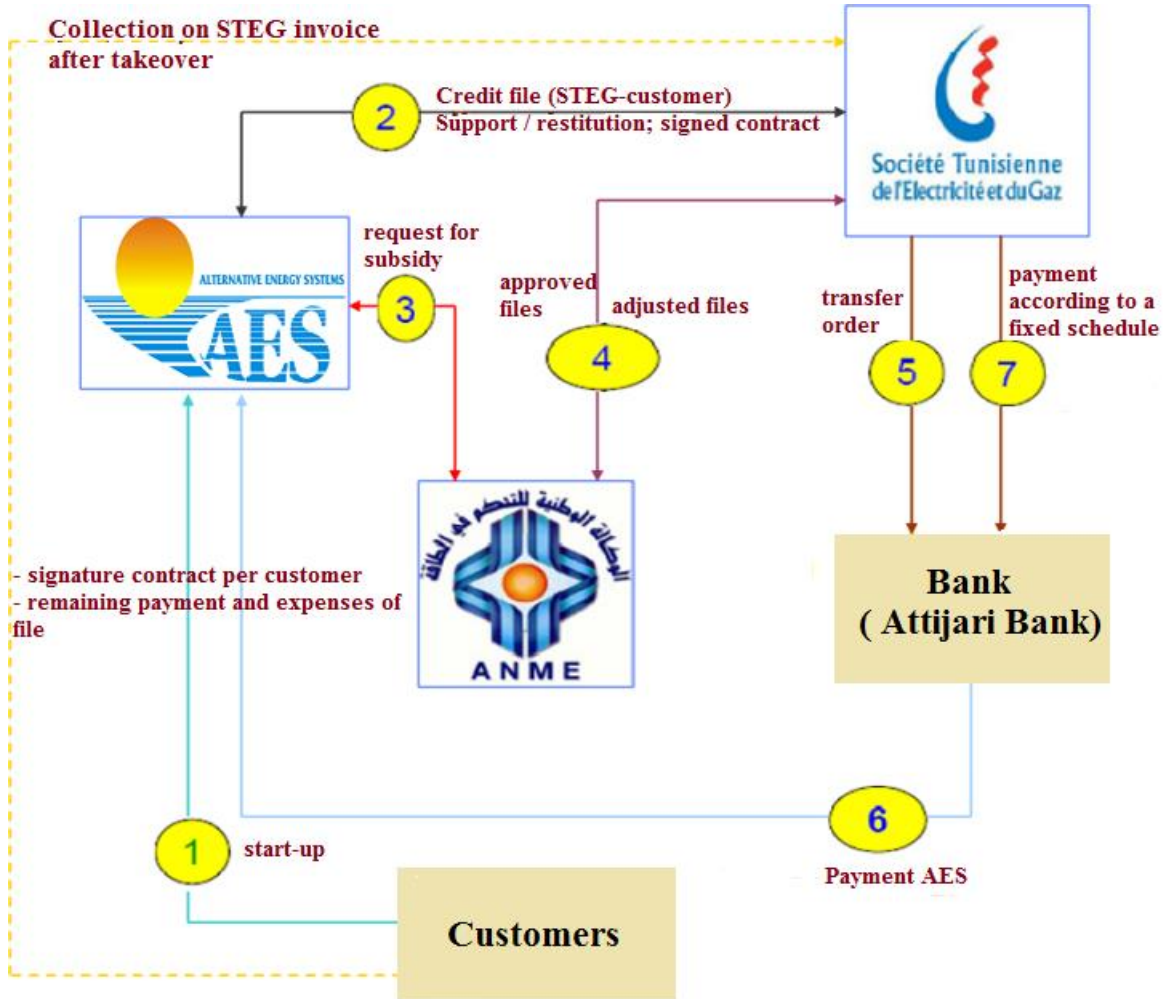 Collection on STEG invoice
after takeover
2
Credit file (STEG-customer)
Support / restitution; signed contract
Société Tunisienne
de l'Electricité et du Gaz
ALTERNATIVE ENERGY SYSTEMS
AES
request for
subsidy
3
approved
files
adjusted files
4
transfer
order
5
payment
according to a
fixed schedule
7
الوكالة الوطنية للتحكم في الطاقة
ANME
- signature contract per customer
- remaining payment and expenses of
file
Bank
( Attijari Bank)
1
start-up
6
Payment AES
Customers